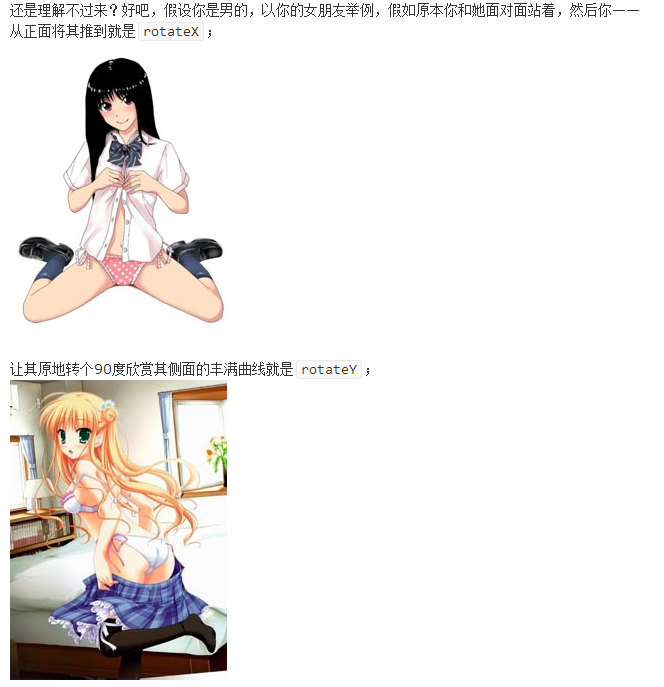 还是理解不过来？好吧，假设你是男的，以你的女朋友举例，假如原本你和她面对面站着，然后你——
从正面将其推到就是 rotateX ；
让其原地转个90度欣赏其侧面的丰满曲线就是 rotateY ；